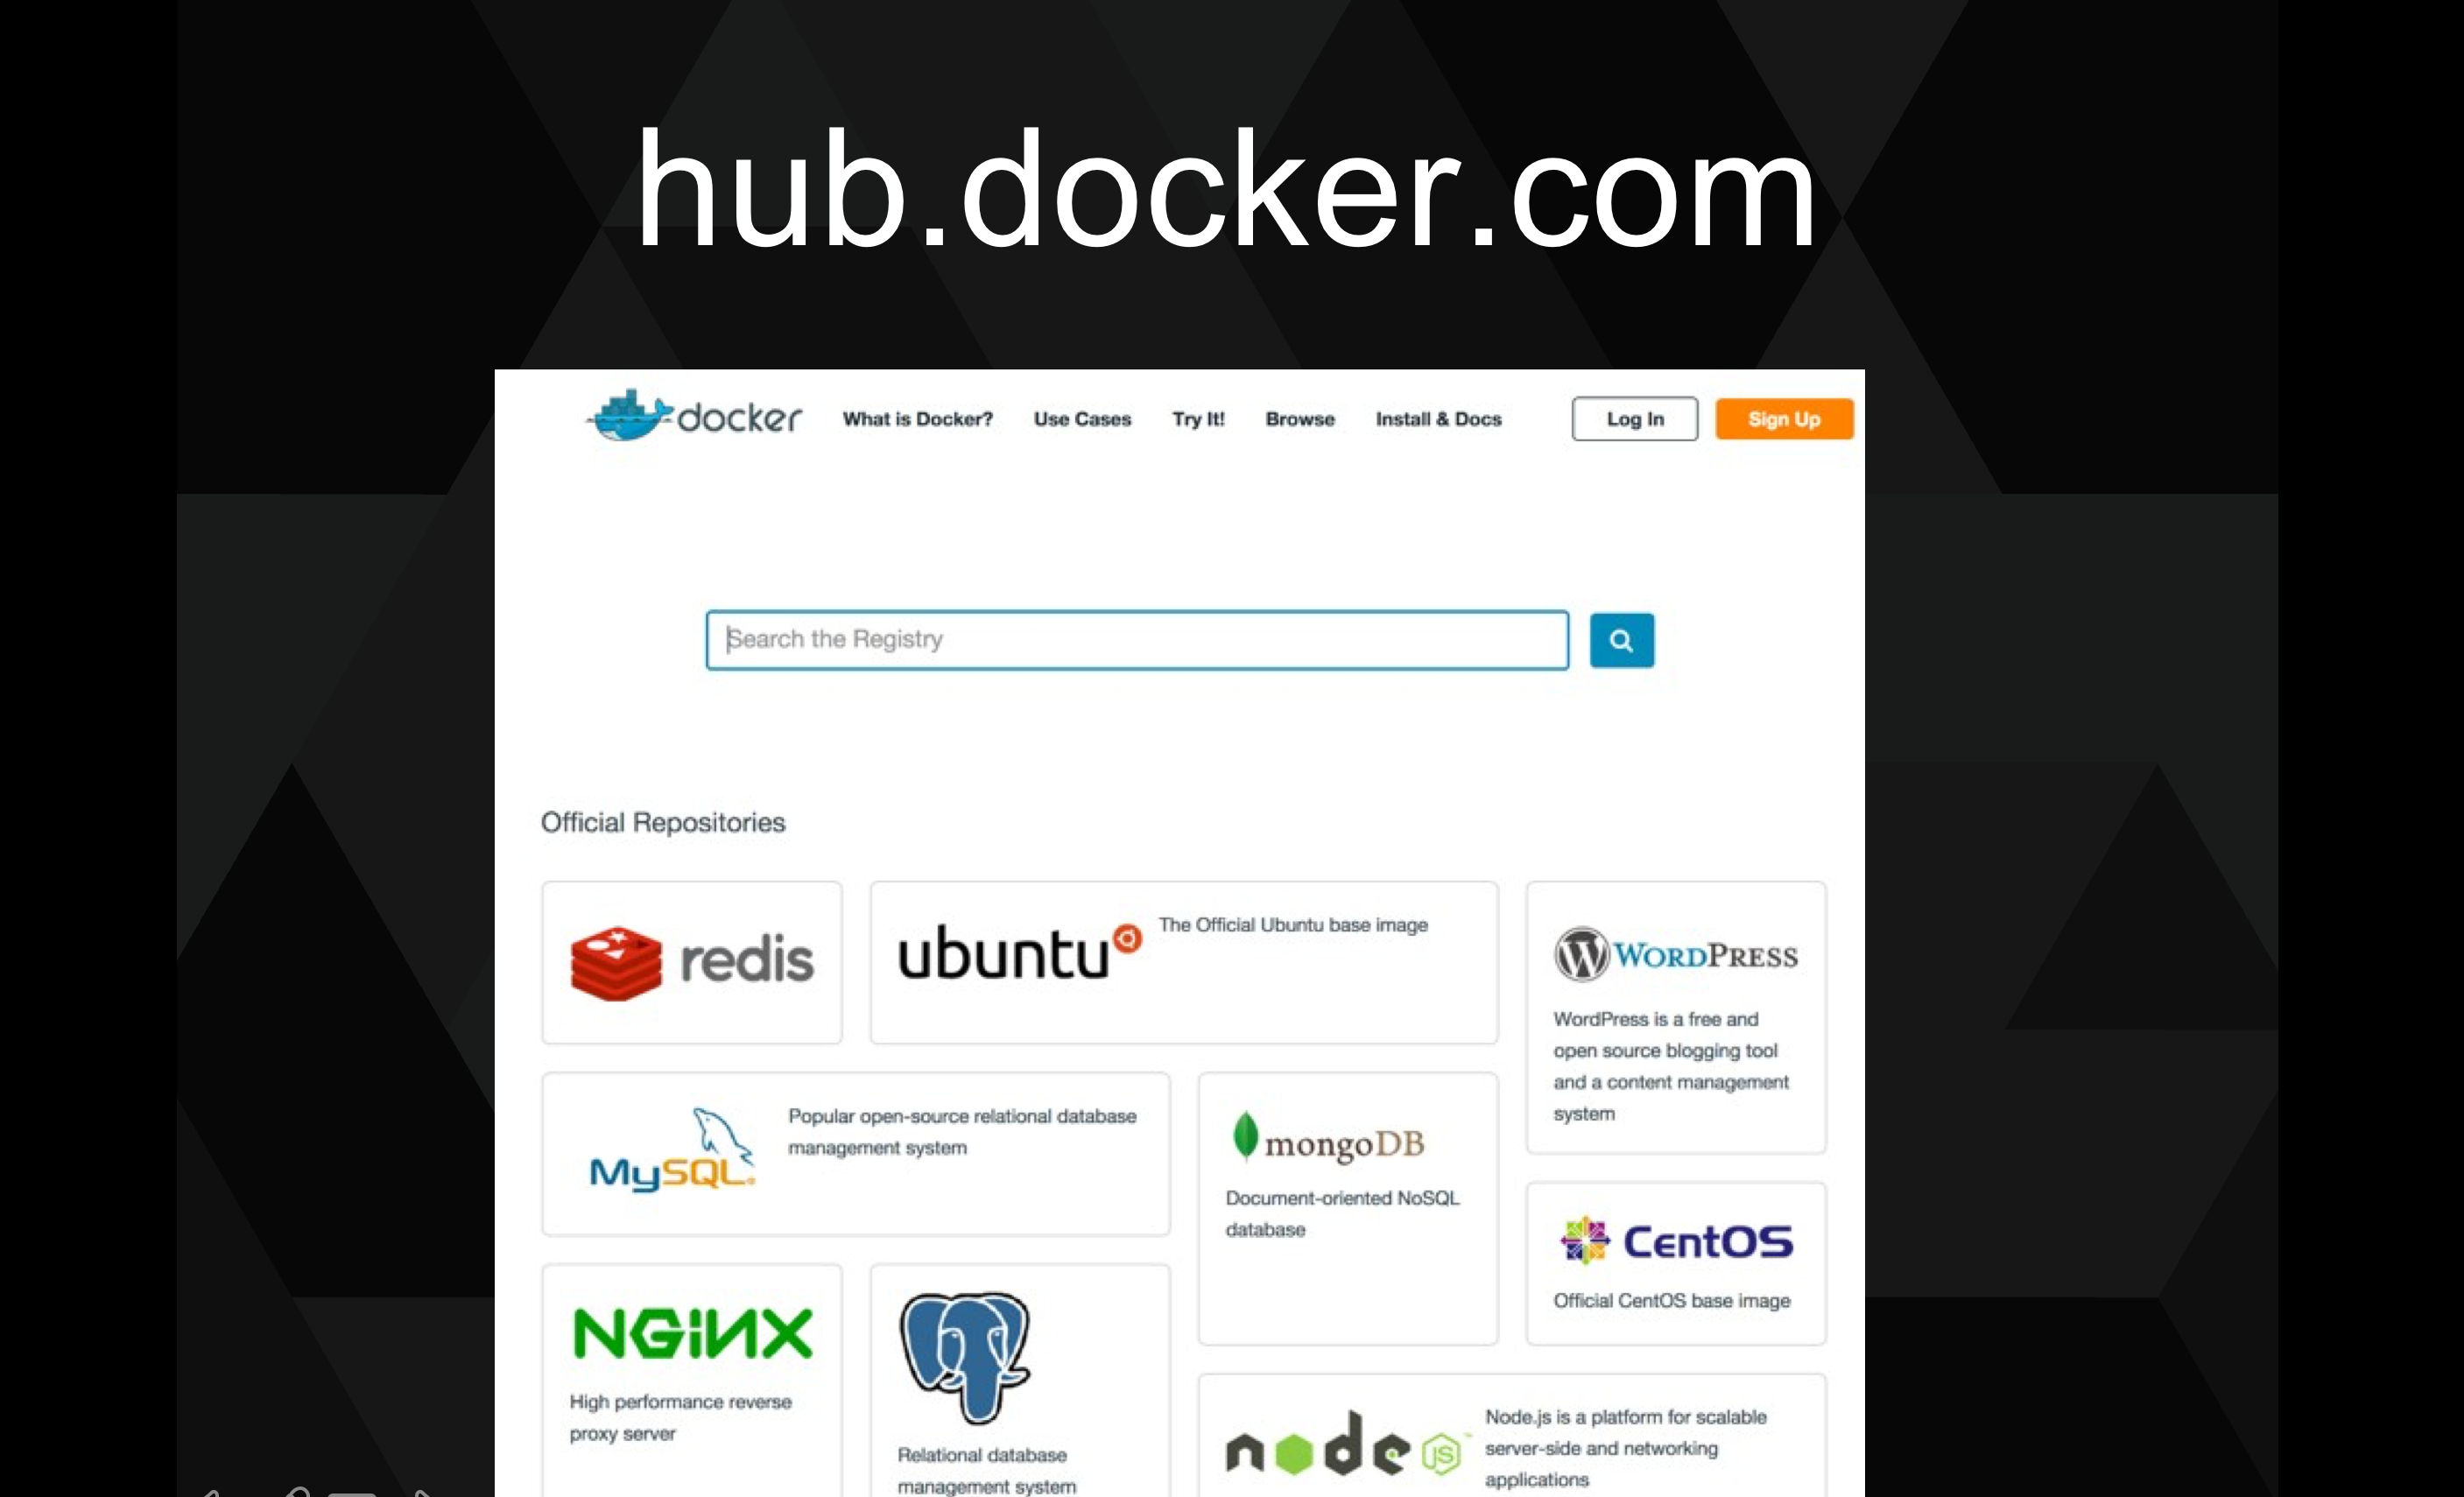 hub.docker.com
docker What is Docker? Use Cases Try It! Browse Install & Docs Log In Sign Up
Search the Registry
Official Repositories
redis
ubuntu
The Official Ubuntu base image
WORDPRESS
WordPress is a free and
open source blogging tool
and a content management
system
MySQL
Popular open-source relational database
management system
mongoDB
Document-oriented NoSQL
database
CentOS
Official CentOS base image
NGINX
High performance reverse
proxy server
Relational database
management system
node JS
Node.js is a platform for scalable
server-side and networking
applications